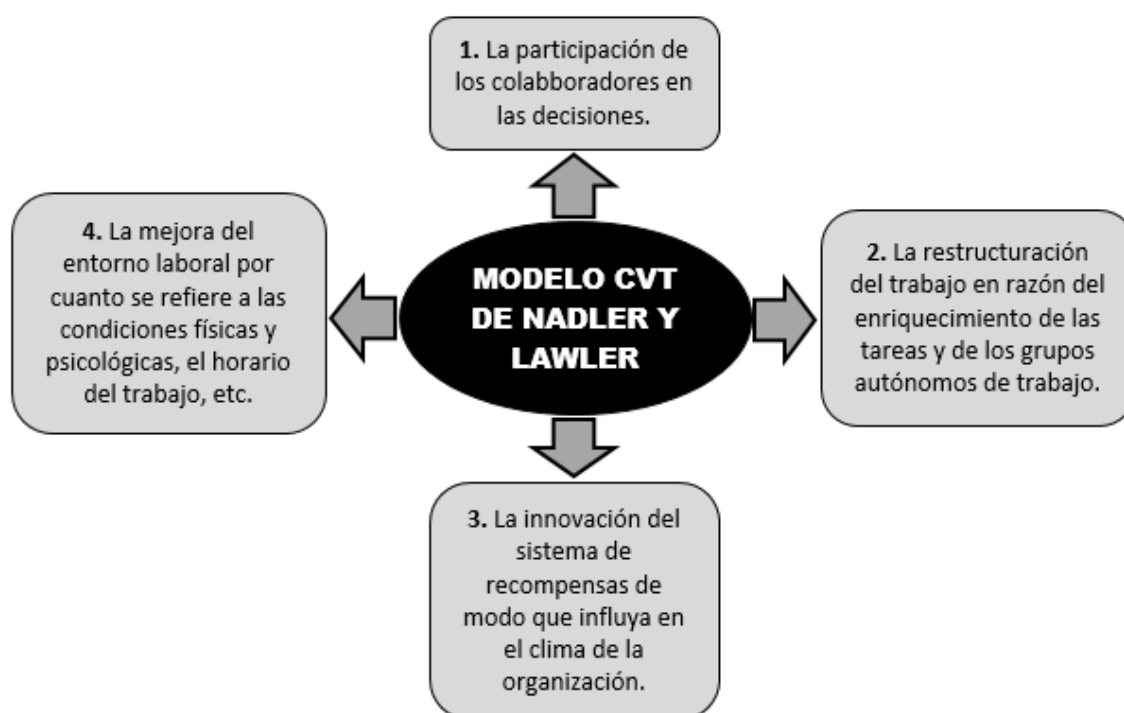 1. La participación de
los colabboradores en
las decisiones.
4. La mejora del
entorno laboral por
cuanto se refiere a las
condiciones físicas y
psicológicas, el horario
del trabajo, etc.
MODELO CVT
DE NADLER Y
LAWLER
2. La restructuración
del trabajo en razón del
enriquecimiento de las
tareas y de los grupos
autónomos de trabajo.
3. La innovación del
sistema de
recompensas de
modo que influya en
el clima de la
organización.